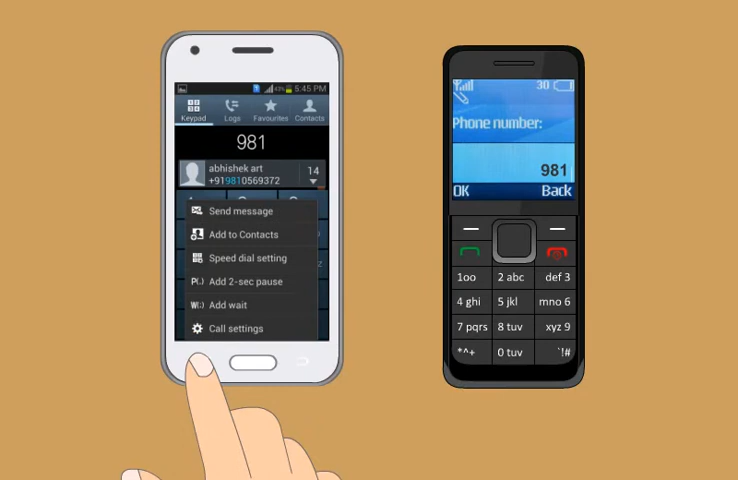 43% 5:45 PM
Keypad Logs Favourites Contacts
981
abhishek art 14
+919810569372
Send message
Add to Contacts
Speed dial setting
P(,) Add 2-sec pause
W(;) Add wait
Call settings
30
Phone number:
981
OK Back
1oo 2 abc def 3
4 ghi 5 jkl mno 6
7 pqrs 8 tuv xyz 9
*^+ 0 tuv `!#